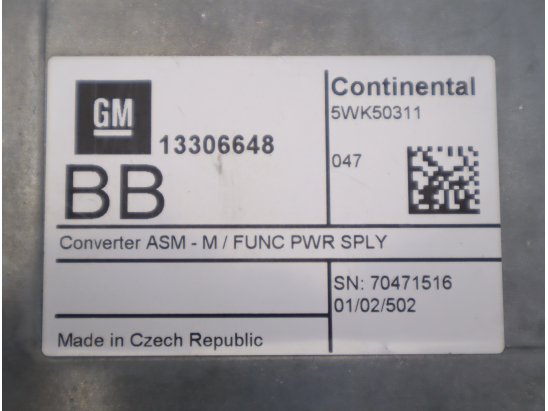 GM
13306648
BB
Continental
5WK50311
047
Converter ASM - M / FUNC PWR SPLY
SN: 70471516
01/02/502
Made in Czech Republic